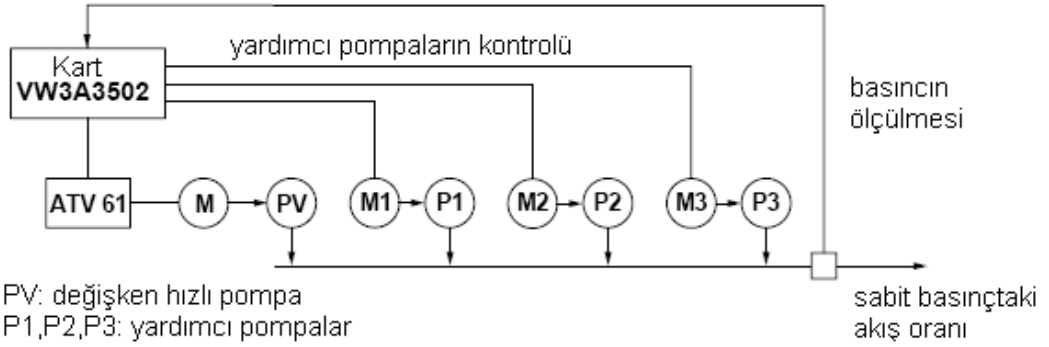 yardımcı pompaların kontrolü
Kart
VW3A3502
basıncın
ölçülmesi
ATV 61 M PV M1 P1 M2 P2 M3 P3
PV: değişken hızlı pompa
P1,P2,P3: yardımcı pompalar
sabit basınçtaki
akış oranı